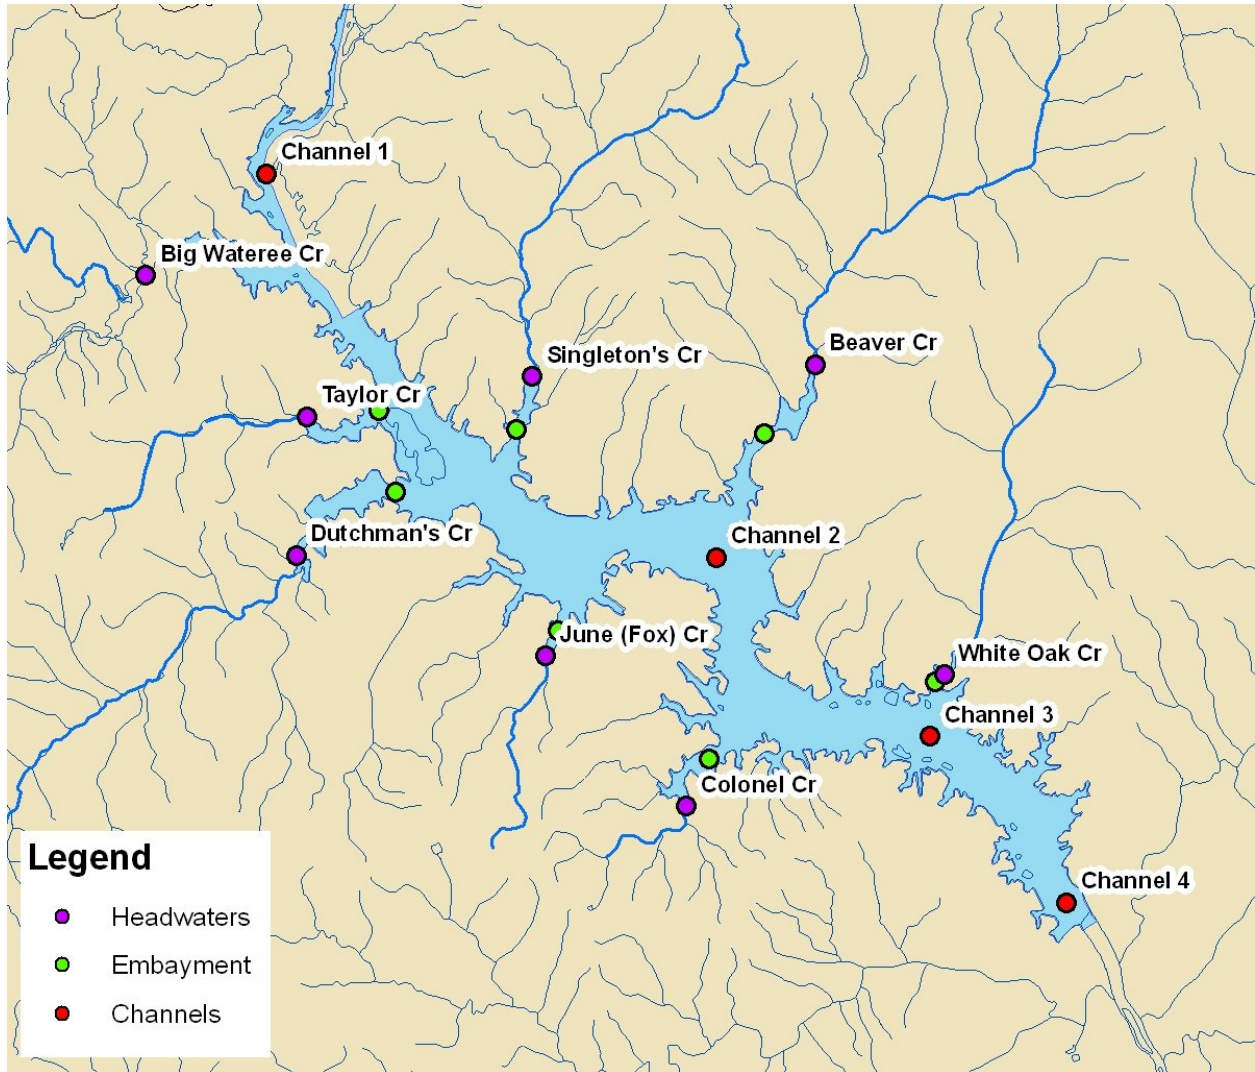 Channel 1
Big Wateree Cr
Singleton's Cr
Beaver Cr
Taylor Cr
Dutchman's Cr
Channel 2
June (Fox) Cr
White Oak Cr
Channel 3
Colonel Cr
Channel 4
Legend
Headwaters
Embayment
Channels